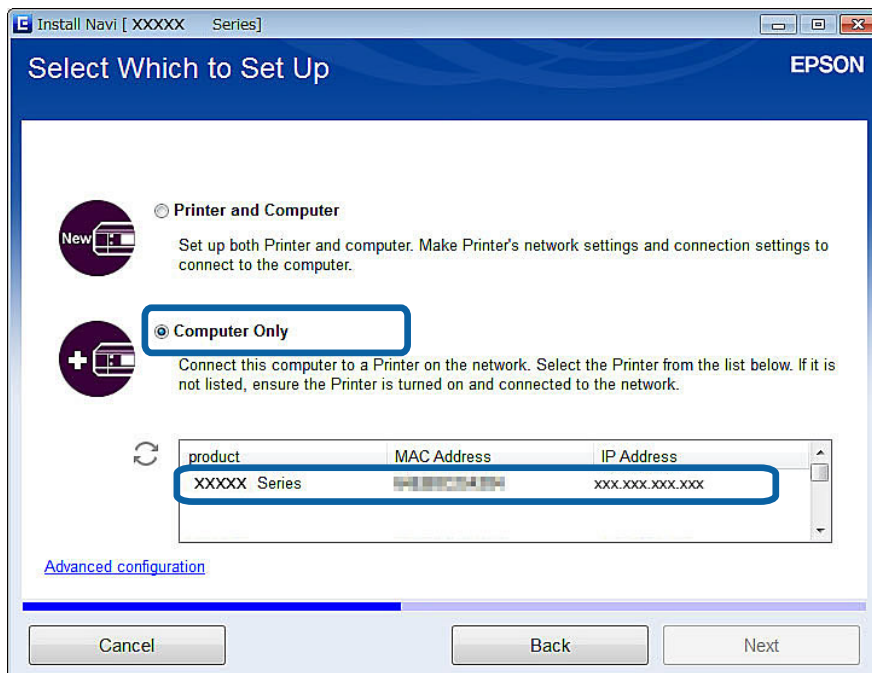 Install Navi [ XXXXX Series]
Select Which to Set Up
EPSON
New
Printer and Computer
Set up both Printer and computer. Make Printer's network settings and connection settings to
connect to the computer.
Computer Only
Connect this computer to a Printer on the network. Select the Printer from the list below. If it is
not listed, ensure the Printer is turned on and connected to the network.
product MAC Address IP Address
XXXXX Series xxx.xxx.xxx.xxx
Advanced configuration
Cancel Back Next